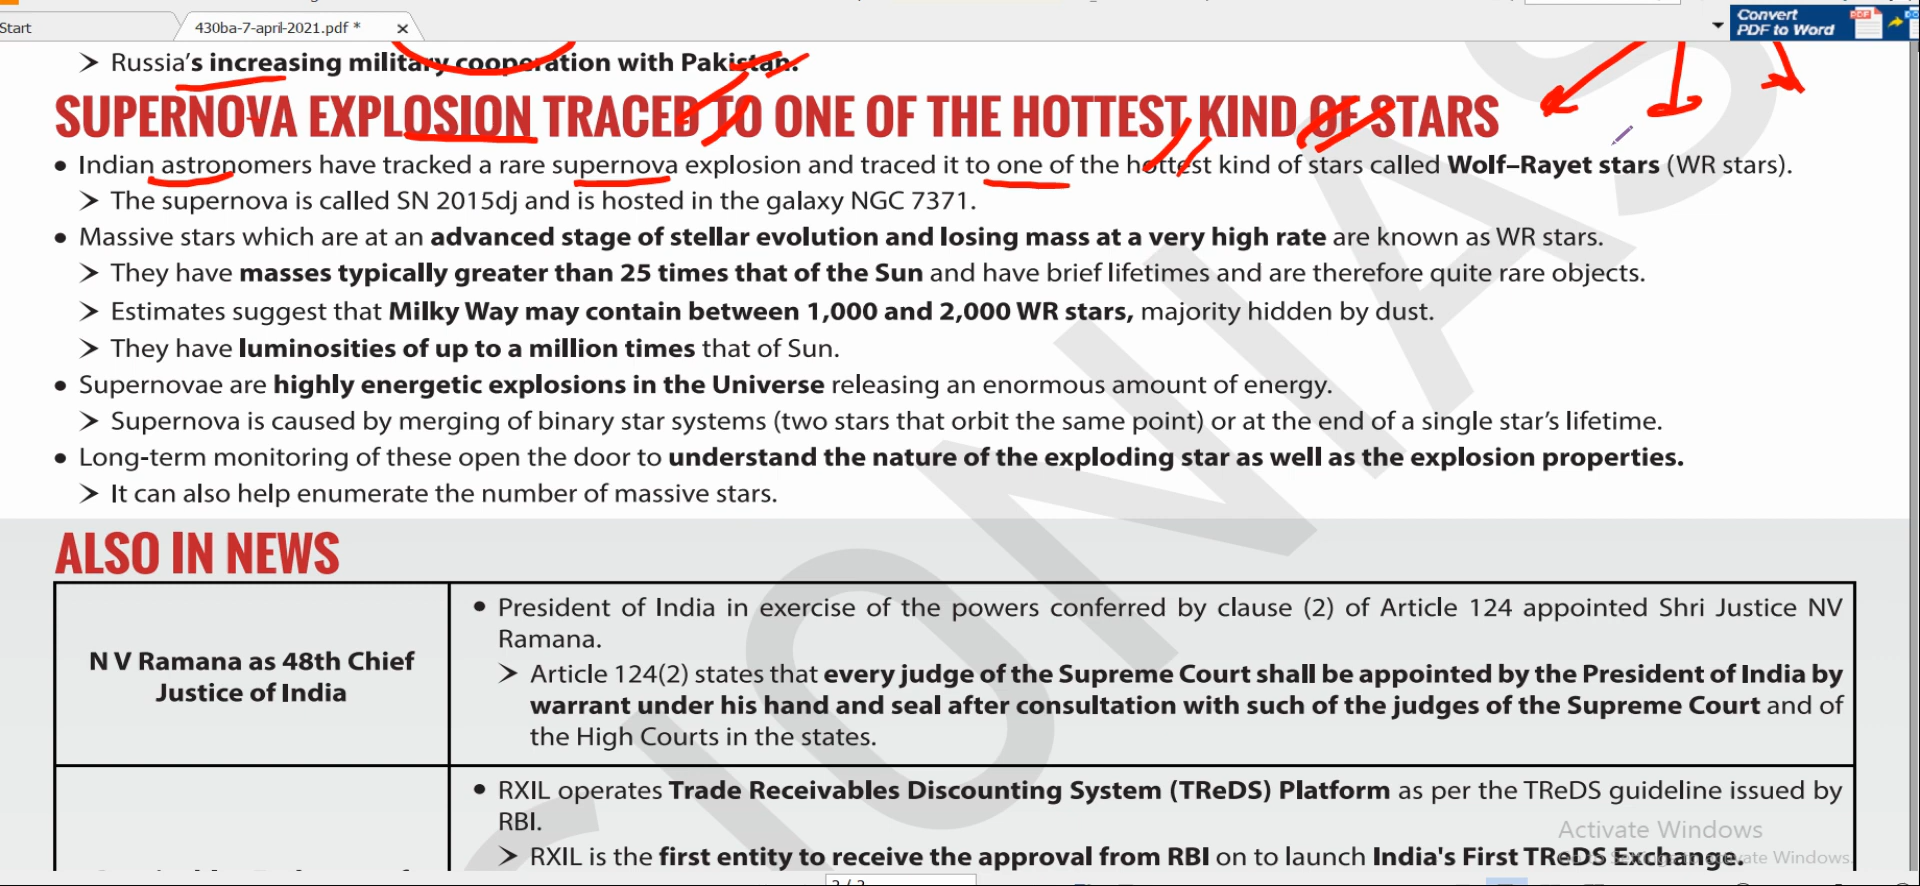 Start
430ba-7-april-2021.pdf *
Convert
PDF to Word
➤ Russia's increasing military cooperation with Pakistan.
SUPERNOVA EXPLOSION TRACED TO ONE OF THE HOTTEST KIND OF STARS
• Indian astronomers have tracked a rare supernova explosion and traced it to one of the hottest kind of stars called Wolf–Rayet stars (WR stars).
➤ The supernova is called SN 2015dj and is hosted in the galaxy NGC 7371.
• Massive stars which are at an advanced stage of stellar evolution and losing mass at a very high rate are known as WR stars.
➤ They have masses typically greater than 25 times that of the Sun and have brief lifetimes and are therefore quite rare objects.
➤ Estimates suggest that Milky Way may contain between 1,000 and 2,000 WR stars, majority hidden by dust.
➤ They have luminosities of up to a million times that of Sun.
• Supernovae are highly energetic explosions in the Universe releasing an enormous amount of energy.
➤ Supernova is caused by merging of binary star systems (two stars that orbit the same point) or at the end of a single star's lifetime.
• Long-term monitoring of these open the door to understand the nature of the exploding star as well as the explosion properties.
➤ It can also help enumerate the number of massive stars.
ALSO IN NEWS
N V Ramana as 48th Chief
Justice of India
• President of India in exercise of the powers conferred by clause (2) of Article 124 appointed Shri Justice NV
Ramana.
➤ Article 124(2) states that every judge of the Supreme Court shall be appointed by the President of India by
warrant under his hand and seal after consultation with such of the judges of the Supreme Court and of
the High Courts in the states.
• RXIL operates Trade Receivables Discounting System (TReDS) Platform as per the TReDS guideline issued by
RBI.
➤ RXIL is the first entity to receive the approval from RBI on to launch India's First TReDS Exchange.
Activate Windows
Go to Settings to activate Windows.